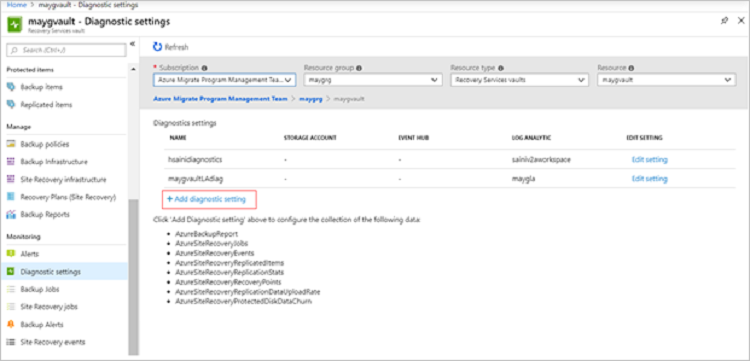 Home > maygvault - Diagnostic settings
maygvault - Diagnostic settings
Recovery Services vault
Search (Ctrl+/)
Protected items
Backup items
Replicated items
Manage
Backup policies
Backup Infrastructure
Site Recovery infrastructure
Recovery Plans (Site Recovery)
Backup Reports
Monitoring
Alerts
Diagnostic settings
Backup Jobs
Site Recovery jobs
Backup Alerts
Site Recovery events
Refresh
* Subscription Resource group Resource type Resource
Azure Migrate Program Management Tea... maygrg Recovery Services vaults maygvault
Azure Migrate Program Management Team > maygrg > maygvault
Diagnostics settings
NAME STORAGE ACCOUNT EVENT HUB LOG ANALYTIC EDIT SETTING
hsainidiagnostics - - sainiv2aworkspace Edit setting
maygvaultLAdiag - - maygla Edit setting
+ Add diagnostic setting
Click 'Add Diagnostic setting' above to configure the collection of the following data:
• AzureBackupReport
• AzureSiteRecoveryJobs
• AzureSiteRecoveryEvents
• AzureSiteRecoveryReplicatedItems
• AzureSiteRecoveryReplicationStats
• AzureSiteRecoveryRecoveryPoints
• AzureSiteRecoveryReplicationDataUploadRate
• AzureSiteRecoveryProtectedDiskDataChurn